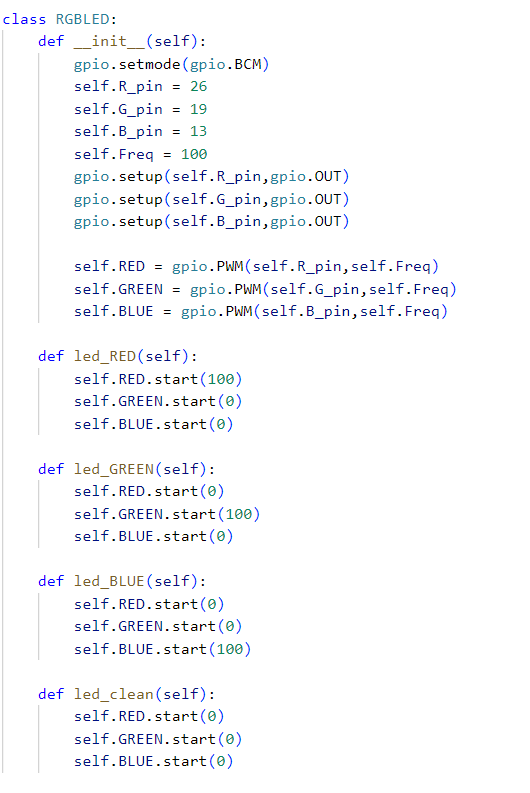 class RGBLED:
    def __init__(self):
        gpio.setmode(gpio.BCM)
        self.R_pin = 26
        self.G_pin = 19
        self.B_pin = 13
        self.Freq = 100
        gpio.setup(self.R_pin,gpio.OUT)
        gpio.setup(self.G_pin,gpio.OUT)
        gpio.setup(self.B_pin,gpio.OUT)

        self.RED = gpio.PWM(self.R_pin,self.Freq)
        self.GREEN = gpio.PWM(self.G_pin,self.Freq)
        self.BLUE = gpio.PWM(self.B_pin,self.Freq)

    def led_RED(self):
        self.RED.start(100)
        self.GREEN.start(0)
        self.BLUE.start(0)

    def led_GREEN(self):
        self.RED.start(0)
        self.GREEN.start(100)
        self.BLUE.start(0)

    def led_BLUE(self):
        self.RED.start(0)
        self.GREEN.start(0)
        self.BLUE.start(100)

    def led_clean(self):
        self.RED.start(0)
        self.GREEN.start(0)
        self.BLUE.start(0)